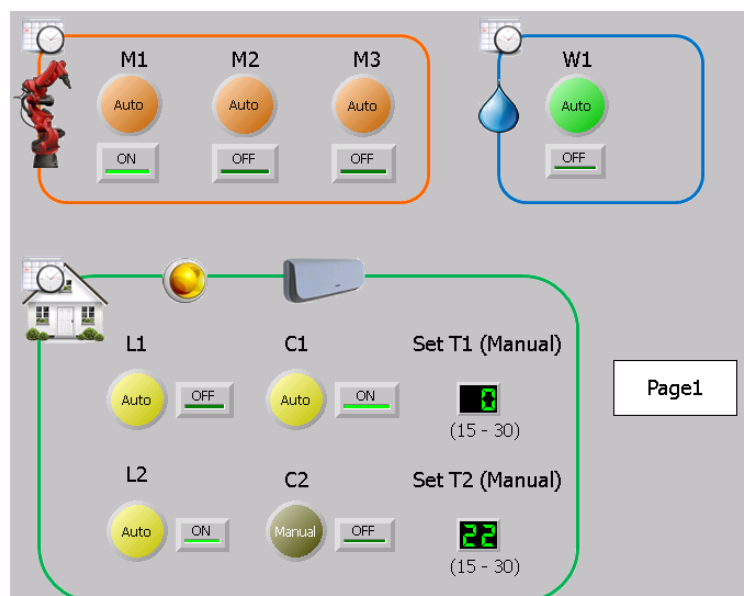 M1 M2 M3 W1
Auto Auto Auto Auto
ON OFF OFF OFF
L1 C1 Set T1 (Manual)
Auto OFF Auto ON 0
(15 - 30)
Page1
L2 C2 Set T2 (Manual)
Auto ON Manual OFF 22
(15 - 30)